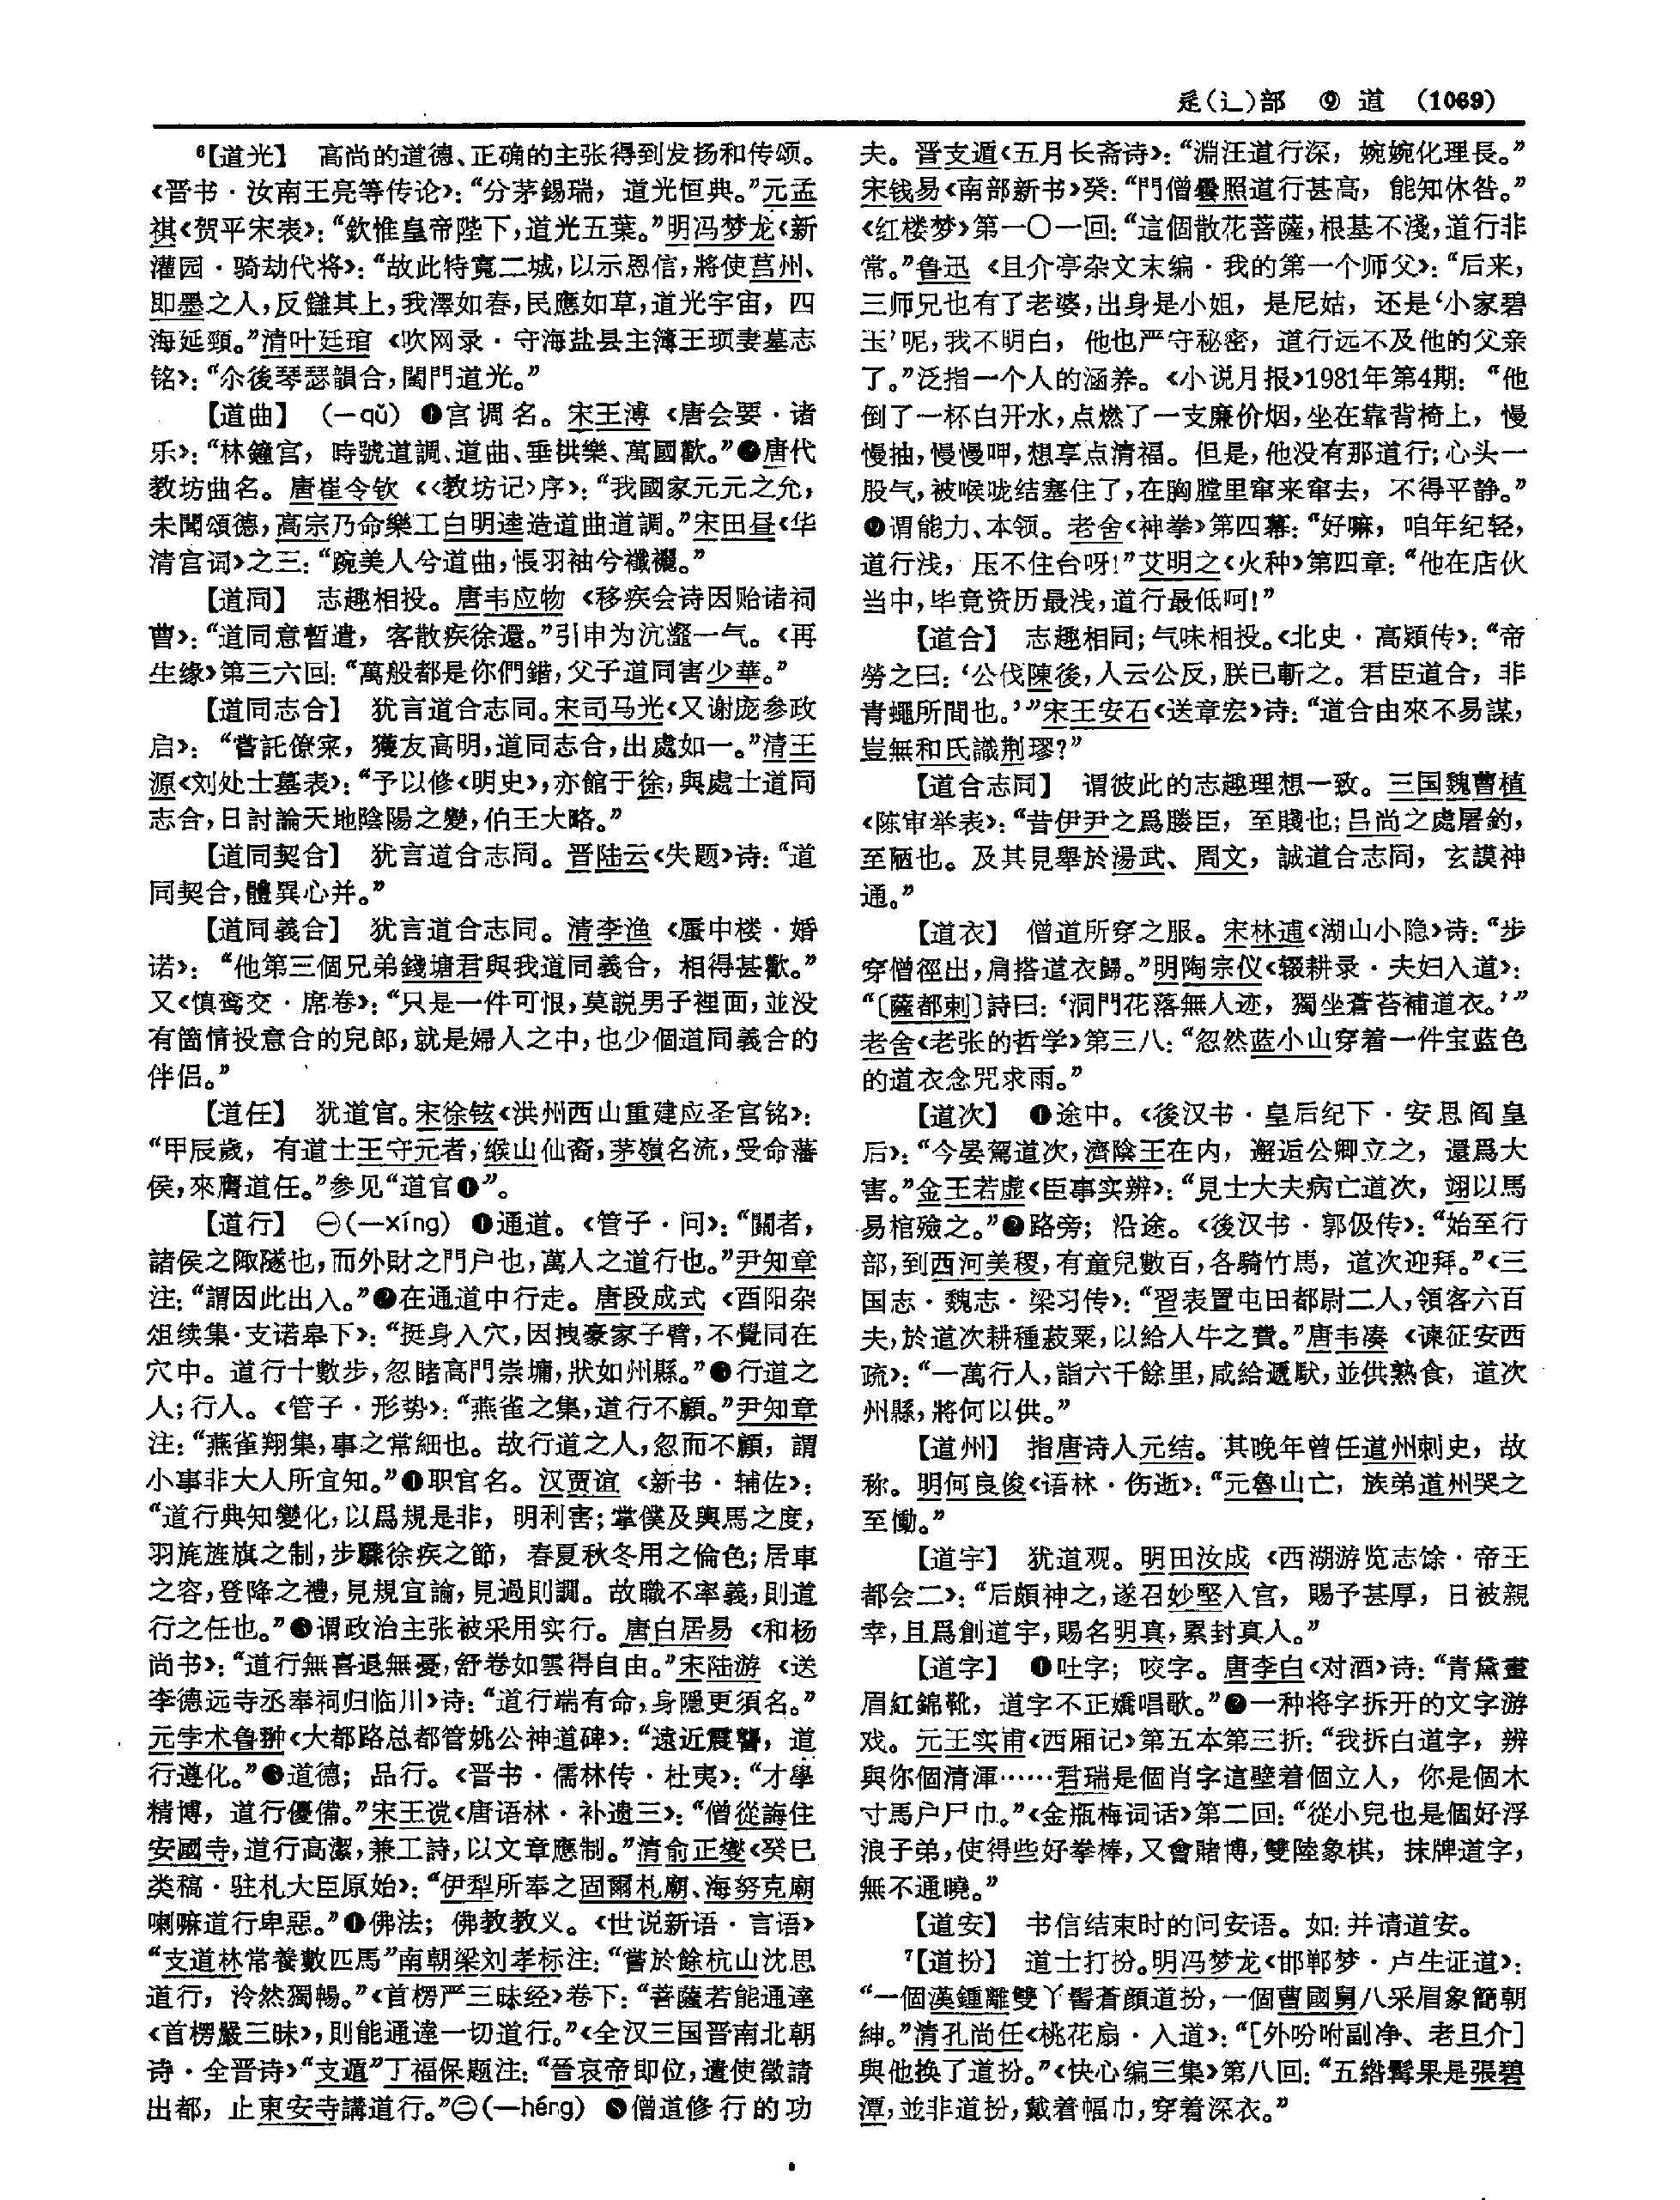 辵(辶)部 ⑨ 道 (1069)
⁶【道光】 高尚的道德、正确的主张得到发扬和传颂。
《晋书·汝南王亮等传论》：“分茅錫瑞，道光恒典。”元孟
祺《贺平宋表》：“欽惟皇帝陛下，道光五葉。”明冯梦龙《新
灌园·骑劫代将》：“故此特寬二城，以示恩信，將使莒州、
即墨之人，反讎其上，我澤如春，民應如草，道光宇宙，四
海延頸。”清叶廷琯《吹网录·守海盐县主簿王顼妻墓志
铭》：“尒後琴瑟韻合，閨門道光。”
【道曲】 （—qǔ） ❶宫调名。宋王溥《唐会要·诸
乐》：“林鐘宫，時號道調、道曲、垂拱樂、萬國歡。”❷唐代
教坊曲名。唐崔令钦《〈教坊记〉序》：“我國家元元之允，
未聞頌德，高宗乃命樂工白明逵造道曲道調。”宋田昼《华
清宫词》之三：“踠美人兮道曲，悵羽袖兮襳襹。”
【道同】 志趣相投。唐韦应物《移疾会诗因贻诸祠
曹》：“道同意暫遣，客散疾徐還。”引申为沆瀣一气。《再
生缘》第三六回：“萬般都是你們錯，父子道同害少華。”
【道同志合】 犹言道合志同。宋司马光《又谢庞参政
启》：“嘗託僚寀，獲友高明，道同志合，出處如一。”清王
源《刘处士墓表》：“予以修《明史》，亦館于徐，與處士道同
志合，日討論天地陰陽之變，伯王大略。”
【道同契合】 犹言道合志同。晋陆云《失题》诗：“道
同契合，體異心并。”
【道同義合】 犹言道合志同。清李渔《蜃中楼·婚
诺》：“他第三個兄弟錢塘君與我道同義合，相得甚歡。”
又《慎鸾交·席卷》：“只是一件可恨，莫説男子裡面，並没
有箇情投意合的兒郎，就是婦人之中，也少個道同義合的
伴侣。”
【道任】 犹道官。宋徐铉《洪州西山重建应圣宫铭》：
“甲辰歲，有道士王守元者，緱山仙裔，茅嶺名流，受命藩
侯，來膺道任。”参见“道官❶”。
【道行】 ㊀(—xíng) ❶通道。《管子·问》：“關者，
諸侯之陬隧也，而外財之門户也，萬人之道行也。”尹知章
注：“謂因此出入。”❷在通道中行走。唐段成式《酉阳杂
俎续集·支诺皋下》：“挺身入穴，因拽豪家子臂，不覺同在
穴中。道行十數步，忽睹高門崇墉，狀如州縣。”❸行道之
人；行人。《管子·形势》：“燕雀之集，道行不顧。”尹知章
注：“燕雀翔集，事之常細也。故行道之人，忽而不顧，謂
小事非大人所宜知。”❹职官名。汉贾谊《新书·辅佐》：
“道行典知變化，以爲規是非，明利害；掌僕及輿馬之度，
羽旄旌旗之制，步驟徐疾之節，春夏秋冬用之倫色；居車
之容，登降之禮，見規宜諭，見過則調。故職不率義，則道
行之任也。”❺谓政治主张被采用实行。唐白居易《和杨
尚书》：“道行無喜退無憂，舒卷如雲得自由。”宋陆游《送
李德远寺丞奉祠归临川》诗：“道行端有命，身隱更須名。”
元孛术鲁翀《大都路总都管姚公神道碑》：“遠近震讋，道
行遵化。”❻道德；品行。《晋书·儒林传·杜夷》：“才學
精博，道行優備。”宋王谠《唐语林·补遗三》：“僧從誨住
安國寺，道行高潔，兼工詩，以文章應制。”清俞正燮《癸巳
类稿·驻札大臣原始》：“伊犁所奉之固爾札廟、海努克廟
喇嘛道行卑惡。”❼佛法；佛教教义。《世说新语·言语》
“支道林常養數匹馬”南朝梁刘孝标注：“嘗於餘杭山沈思
道行，泠然獨暢。”《首楞严三昧经》卷下：“菩薩若能通達
《首楞嚴三昧》，則能通達一切道行。”《全汉三国晋南北朝
诗·全晋诗》“支遁”丁福保题注：“晉哀帝即位，遣使徵請
出都，止東安寺講道行。”㊁(—héng) ❽僧道修行的功
夫。晋支遁《五月长斋诗》：“淵汪道行深，婉婉化理長。”
宋钱易《南部新书》癸：“門僧曇照道行甚高，能知休咎。”
《红楼梦》第一〇一回：“這個散花菩薩，根基不淺，道行非
常。”鲁迅《且介亭杂文末编·我的第一个师父》：“后来，
三师兄也有了老婆，出身是小姐，是尼姑，还是‘小家碧
玉’呢，我不明白，他也严守秘密，道行远不及他的父亲
了。”泛指一个人的涵养。《小说月报》1981年第4期：“他
倒了一杯白开水，点燃了一支廉价烟，坐在靠背椅上，慢
慢抽，慢慢呷，想享点清福。但是，他没有那道行；心头一
股气，被喉咙结塞住了，在胸膛里窜来窜去，不得平静。”
❾谓能力、本领。老舍《神拳》第四幕：“好嘛，咱年纪轻，
道行浅，压不住台呀！”艾明之《火种》第四章：“他在店伙
当中，毕竟资历最浅，道行最低呵！”
【道合】 志趣相同；气味相投。《北史·高熲传》：“帝
勞之曰：‘公伐陳後，人云公反，朕已斬之。君臣道合，非
青蠅所間也。’”宋王安石《送章宏》诗：“道合由來不易謀，
豈無和氏識荆璆？”
【道合志同】 谓彼此的志趣理想一致。三国魏曹植
《陈审举表》：“昔伊尹之爲媵臣，至賤也；吕尚之處屠釣，
至陋也。及其見舉於湯武、周文，誠道合志同，玄謨神
通。”
【道衣】 僧道所穿之服。宋林逋《湖山小隐》诗：“步
穿僧徑出，肩搭道衣歸。”明陶宗仪《辍耕录·夫妇入道》：
“〔薩都剌〕詩曰：‘洞門花落無人迹，獨坐蒼苔補道衣。’”
老舍《老张的哲学》第三八：“忽然蓝小山穿着一件宝蓝色
的道衣念咒求雨。”
【道次】 ❶途中。《後汉书·皇后纪下·安思阎皇
后》：“今晏駕道次，濟陰王在内，邂逅公卿立之，還爲大
害。”金王若虚《臣事实辨》：“見士大夫病亡道次，翊以馬
易棺殮之。”❷路旁；沿途。《後汉书·郭伋传》：“始至行
部，到西河美稷，有童兒數百，各騎竹馬，道次迎拜。”《三
国志·魏志·梁习传》：“習表置屯田都尉二人，領客六百
夫，於道次耕種菽粟，以給人牛之費。”唐韦凑《谏征安西
疏》：“一萬行人，詣六千餘里，咸給遞馱，並供熟食，道次
州縣，將何以供。”
【道州】 指唐诗人元结。其晚年曾任道州刺史，故
称。明何良俊《语林·伤逝》：“元魯山亡，族弟道州哭之
至慟。”
【道宇】 犹道观。明田汝成《西湖游览志馀·帝王
都会二》：“后頗神之，遂召妙堅入宫，賜予甚厚，日被親
幸，且爲創道宇，賜名明真，累封真人。”
【道字】 ❶吐字；咬字。唐李白《对酒》诗：“青黛畫
眉紅錦靴，道字不正嬌唱歌。”❷一种将字拆开的文字游
戏。元王实甫《西厢记》第五本第三折：“我拆白道字，辨
與你個清渾……君瑞是個肖字這壁着個立人，你是個木
寸馬户尸巾。”《金瓶梅词话》第二回：“從小兒也是個好浮
浪子弟，使得些好拳棒，又會賭博，雙陸象棋，抹牌道字，
無不通曉。”
【道安】 书信结束时的问安语。如：并请道安。
⁷【道扮】 道士打扮。明冯梦龙《邯郸梦·卢生证道》：
“一個漢鍾離雙丫髻蒼顔道扮，一個曹國舅八采眉象簡朝
紳。”清孔尚任《桃花扇·入道》：“［外吩咐副净、老旦介］
與他换了道扮。”《快心编三集》第八回：“五綹髯果是張碧
潭，並非道扮，戴着幅巾，穿着深衣。”